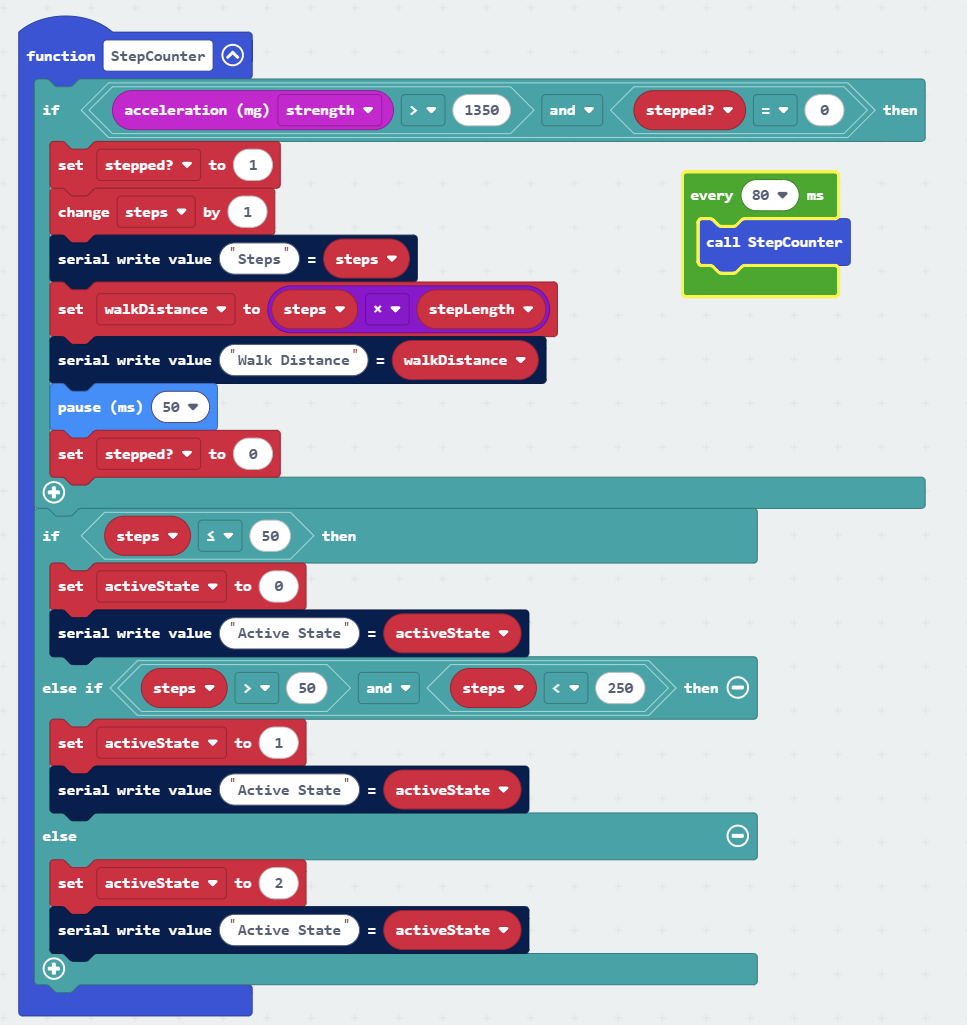 function StepCounter
if acceleration (mg) strength > 1350 and stepped? = 0 then
set stepped? to 1
change steps by 1
serial write value "Steps" = steps
set walkDistance to steps × stepLength
serial write value "Walk Distance" = walkDistance
pause (ms) 50
set stepped? to 0
if steps ≤ 50 then
set activeState to 0
serial write value "Active State" = activeState
else if steps > 50 and steps < 250 then
set activeState to 1
serial write value "Active State" = activeState
else
set activeState to 2
serial write value "Active State" = activeState
every 80 ms
call StepCounter